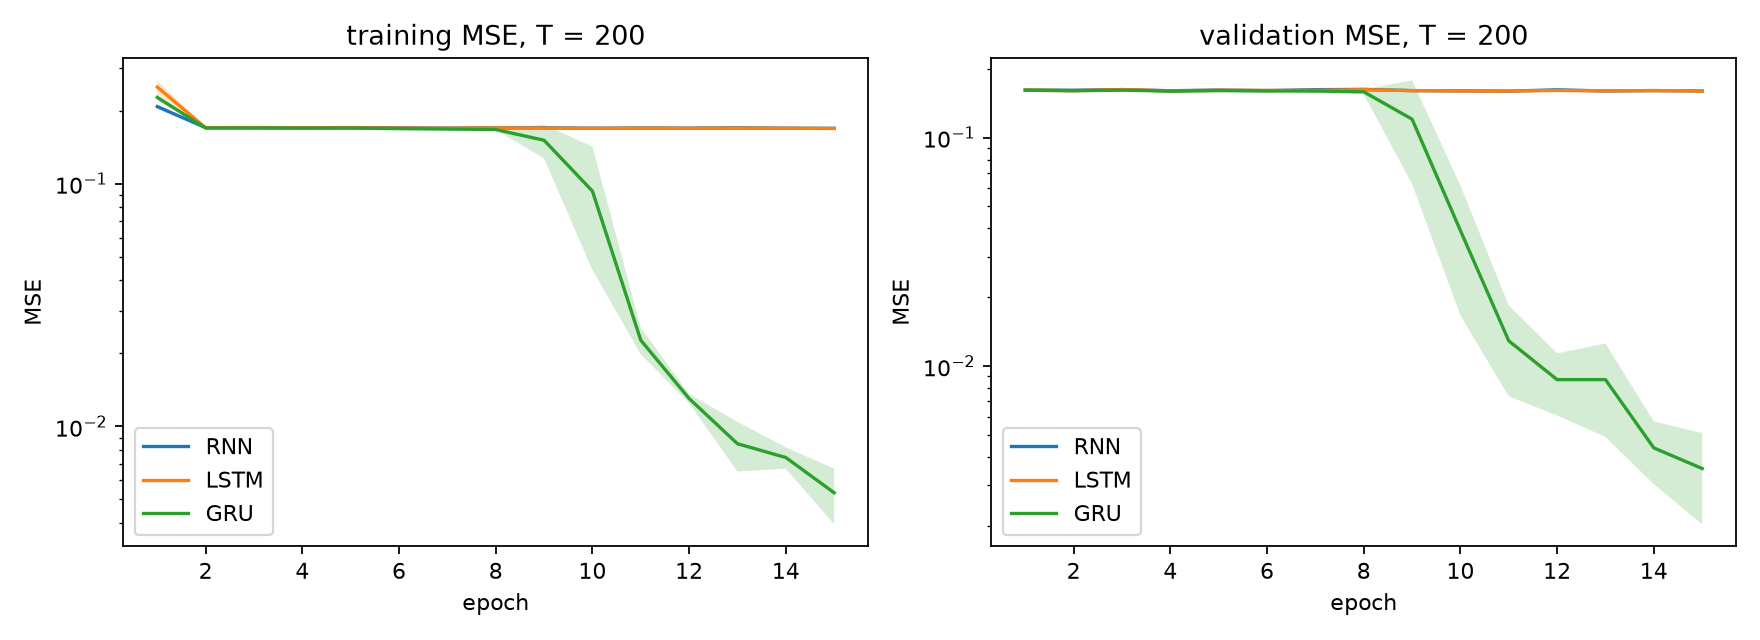 training MSE, T = 200
MSE
10⁻¹
10⁻²
RNN
LSTM
GRU
2 4 6 8 10 12 14
epoch
validation MSE, T = 200
MSE
10⁻¹
10⁻²
RNN
LSTM
GRU
2 4 6 8 10 12 14
epoch